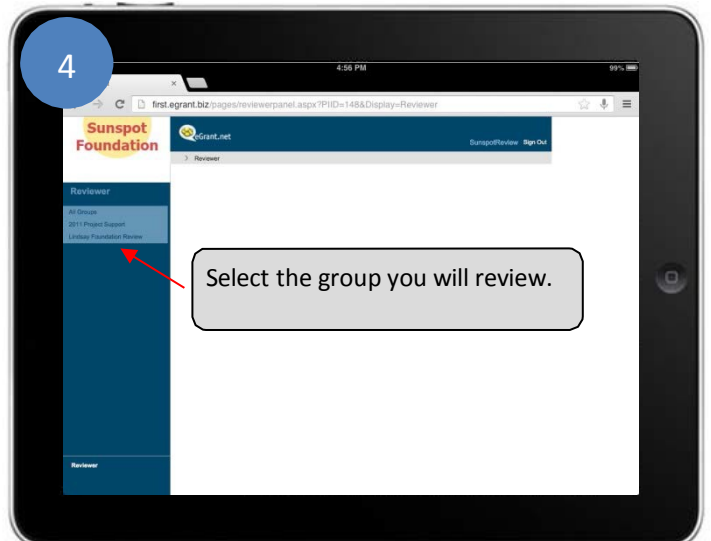 4
4:56 PM
99%
first.egrant.biz/pages/reviewerpanel.aspx?PIID=148&Display=Reviewer
Sunspot
Foundation
eGrant.net
SunspotReview Sign Out
> Reviewer
Reviewer
All Groups
2011 Project Support
Lindsay Foundation Review
Select the group you will review.
Reviewer